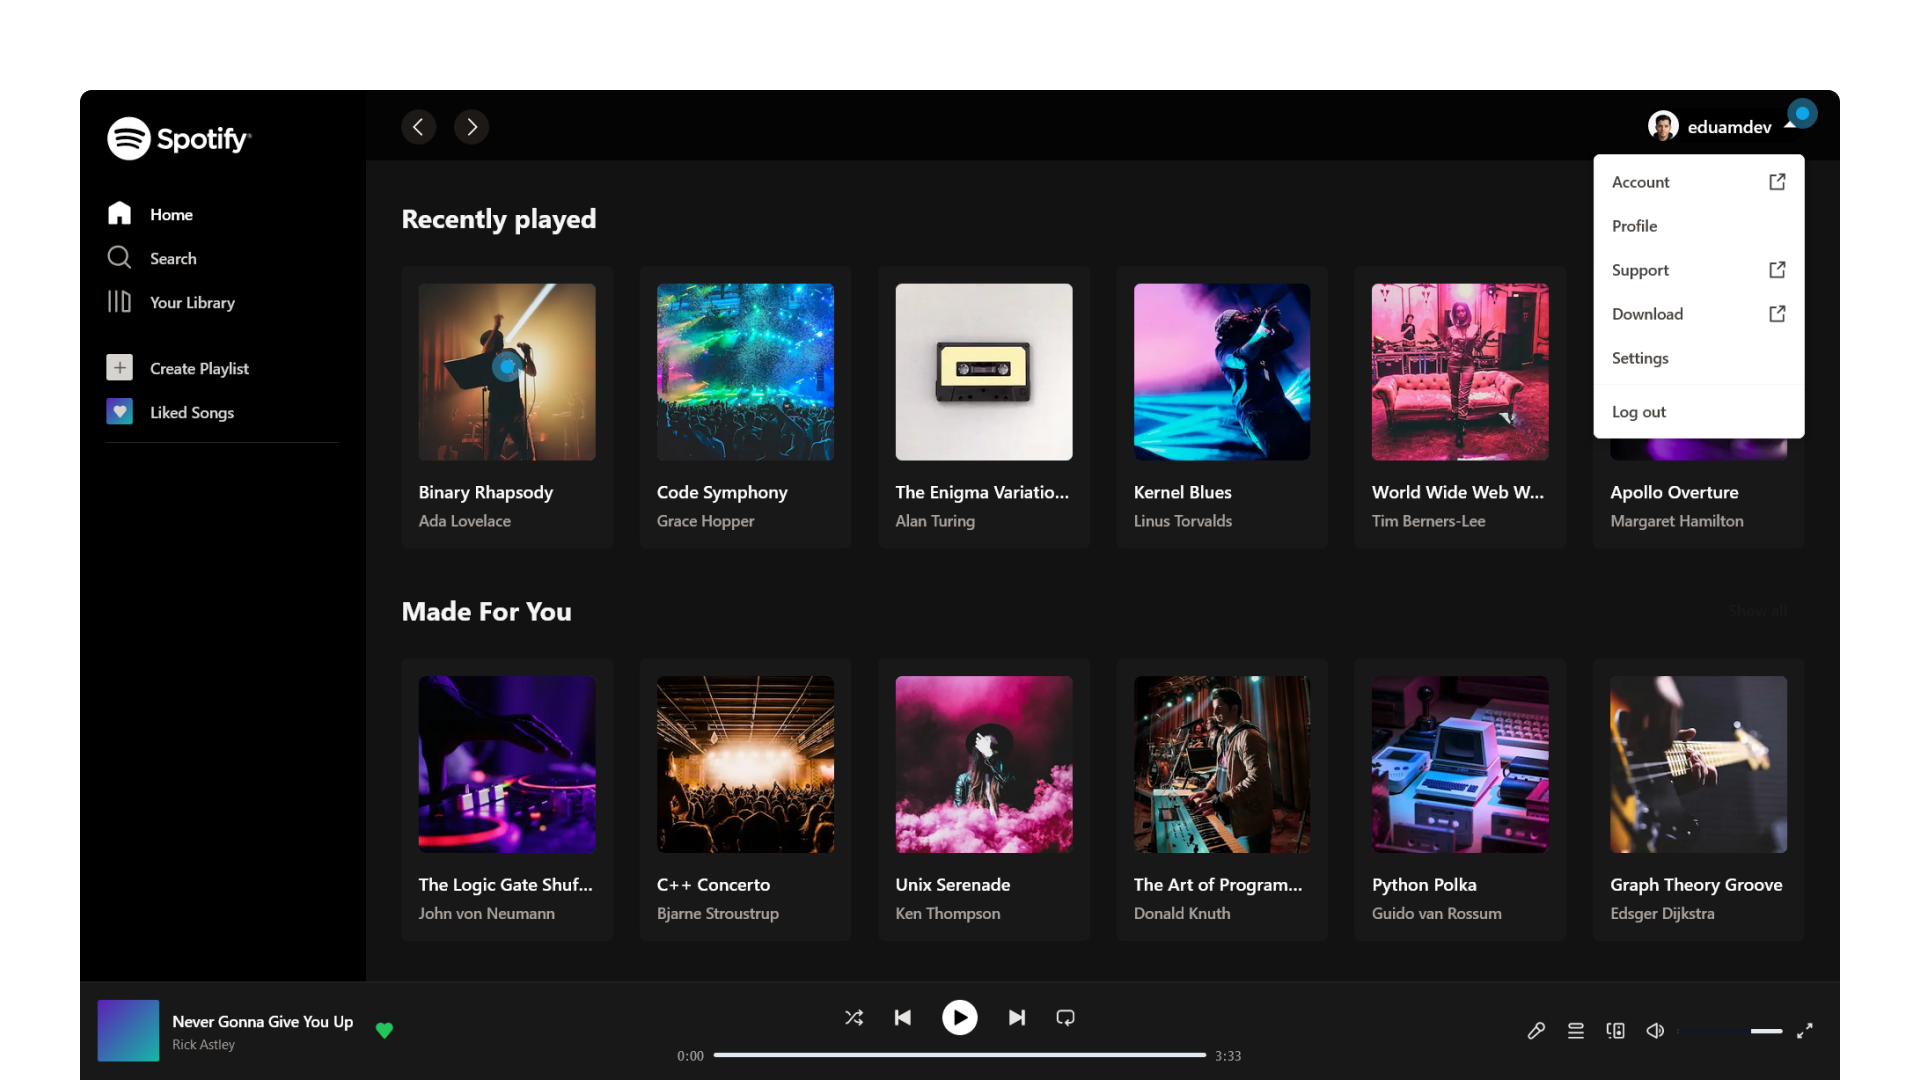 Spotify
Home
Search
Your Library
Create Playlist
Liked Songs
eduamdev
Account
Profile
Support
Download
Settings
Log out
Recently played
Binary Rhapsody
Ada Lovelace
Code Symphony
Grace Hopper
The Enigma Variatio...
Alan Turing
Kernel Blues
Linus Torvalds
World Wide Web W...
Tim Berners-Lee
Apollo Overture
Margaret Hamilton
Made For You
Show all
The Logic Gate Shuf...
John von Neumann
C++ Concerto
Bjarne Stroustrup
Unix Serenade
Ken Thompson
The Art of Program...
Donald Knuth
Python Polka
Guido van Rossum
Graph Theory Groove
Edsger Dijkstra
Never Gonna Give You Up
Rick Astley
0:00
3:33